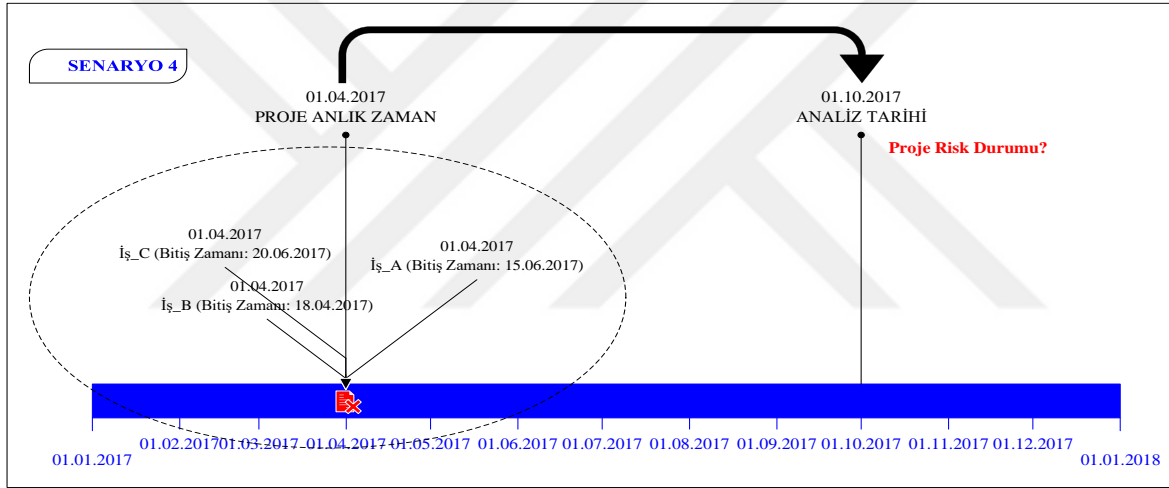 SENARYO 4
01.04.2017
PROJE ANLIK ZAMAN
01.10.2017
ANALİZ TARİHİ
Proje Risk Durumu?
01.04.2017
İş_C (Bitiş Zamanı: 20.06.2017)
01.04.2017
İş_A (Bitiş Zamanı: 15.06.2017)
01.04.2017
İş_B (Bitiş Zamanı: 18.04.2017)
01.02.2017 01.03.2017 01.04.2017 01.05.2017 01.06.2017 01.07.2017 01.08.2017 01.09.2017 01.10.2017 01.11.2017 01.12.2017
01.01.2017 01.01.2018